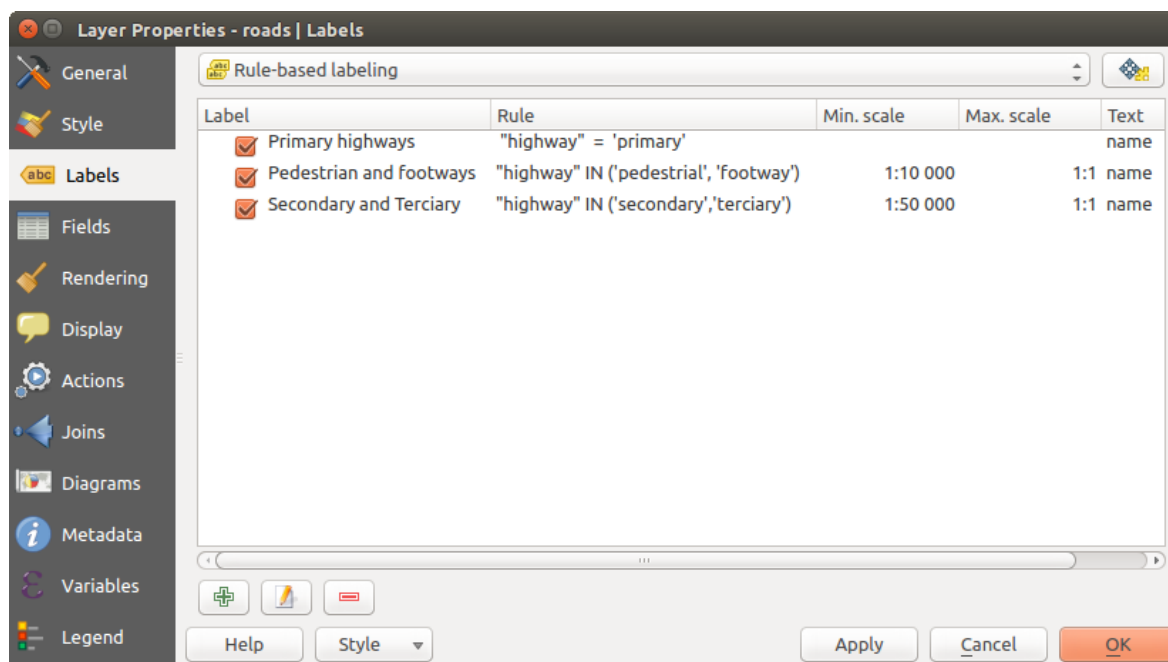 Layer Properties - roads | Labels
General
Style
abc Labels
Fields
Rendering
Display
Actions
Joins
Diagrams
Metadata
Variables
Legend
abc abc Rule-based labeling
Label Rule Min. scale Max. scale Text
Primary highways "highway" = 'primary' name
Pedestrian and footways "highway" IN ('pedestrial', 'footway') 1:10 000 1:1 name
Secondary and Terciary "highway" IN ('secondary','terciary') 1:50 000 1:1 name
Help Style Apply Cancel OK